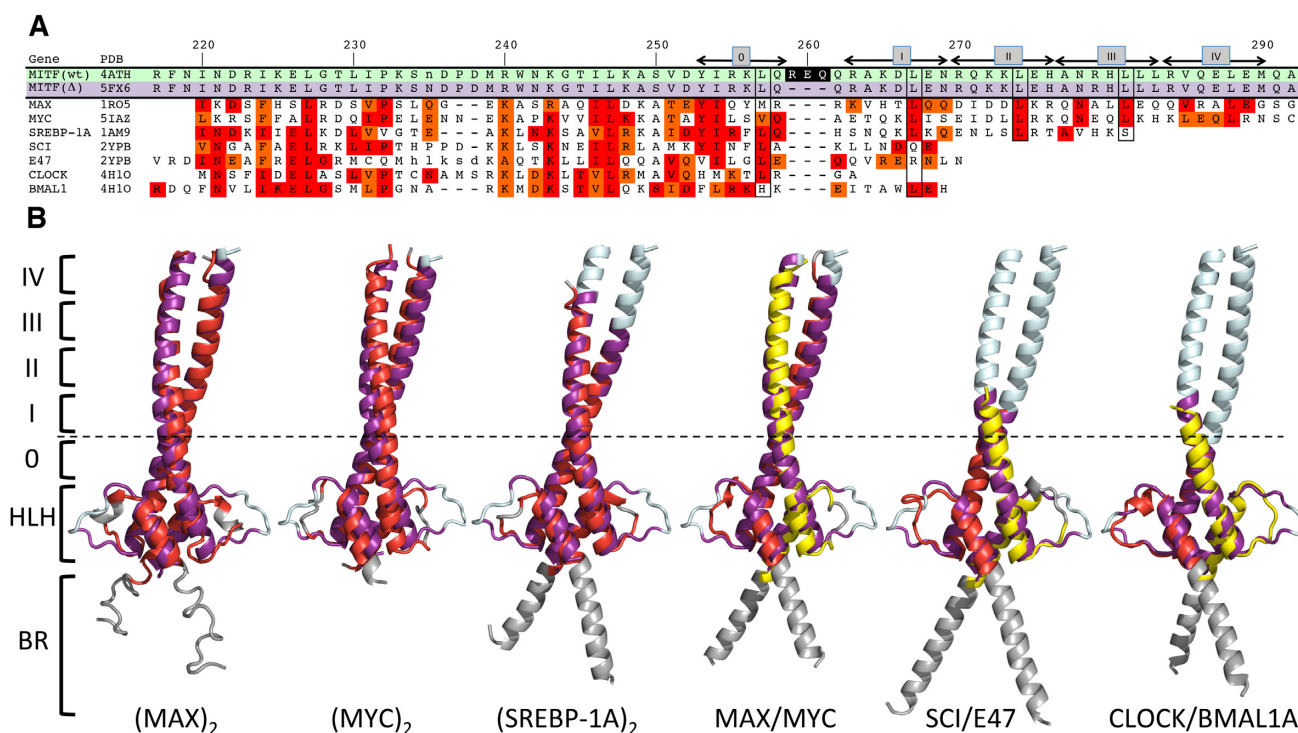 A
220 230 240 250 260 270 280 290
Gene PDB 0 I II III IV
MITF(wt) 4ATH R F N I N D R I K E L G T L I P K S n D P D M R W N K G T I L K A S V D Y I R K L Q R E Q Q R A K D L E N R Q K K L E H A N R H L L L R V Q E L E M Q A
MITF(Δ) 5FX6 R F N I N D R I K E L G T L I P K S N D P D M R W N K G T I L K A S V D Y I R K L Q - - - Q R A K D L E N R Q K K L E H A N R H L L L R V Q E L E M Q A
MAX 1RO5 I K D S F H S L R D S V P S L Q G - - E K A S R A Q I L D K A T E Y I Q Y M R - - - R K V H T L Q Q D I D D L K R Q N A L L E Q Q V R A L E G S G
MYC 5IAZ L K R S F F A L R D Q I P E L E N - - E K A P K V V I L K K A T A Y I L S V Q - - - A E T Q K L I S E I D L L R K Q N E Q L K H K L E Q L R N S C
SREBP-1A 1AM9 I N D K I I E L K D L V V G T E - - - A K L N K S A V L R K A I D Y I R F L Q - - - H S N Q K L K Q E N L S L R T A V H K S
SCI 2YPB V N G A F A E L R K L I P T H P P D - K K L S K N E I L R L A M K Y I N F L A - - - K L L N D Q E
E47 2YPB V R D I N E A F R E L G R M C Q M h l k s d K A Q T K L L I L Q Q A V Q V I L G L E - - - Q Q V R E R N L N
CLOCK 4H1O M N S F I D E L A S L V P T C N A M S R K L D K L T V L R M A V Q H M K T L R - - - G A
BMAL1 4H1O R D Q F N V L I K E L G S M L P G N A - - R K M D K S T V L Q K S I D F L R K H K - - - E I T A W L E H
B
IV
III
II
I
0
HLH
BR
(MAX)2 (MYC)2 (SREBP-1A)2 MAX/MYC SCI/E47 CLOCK/BMAL1A